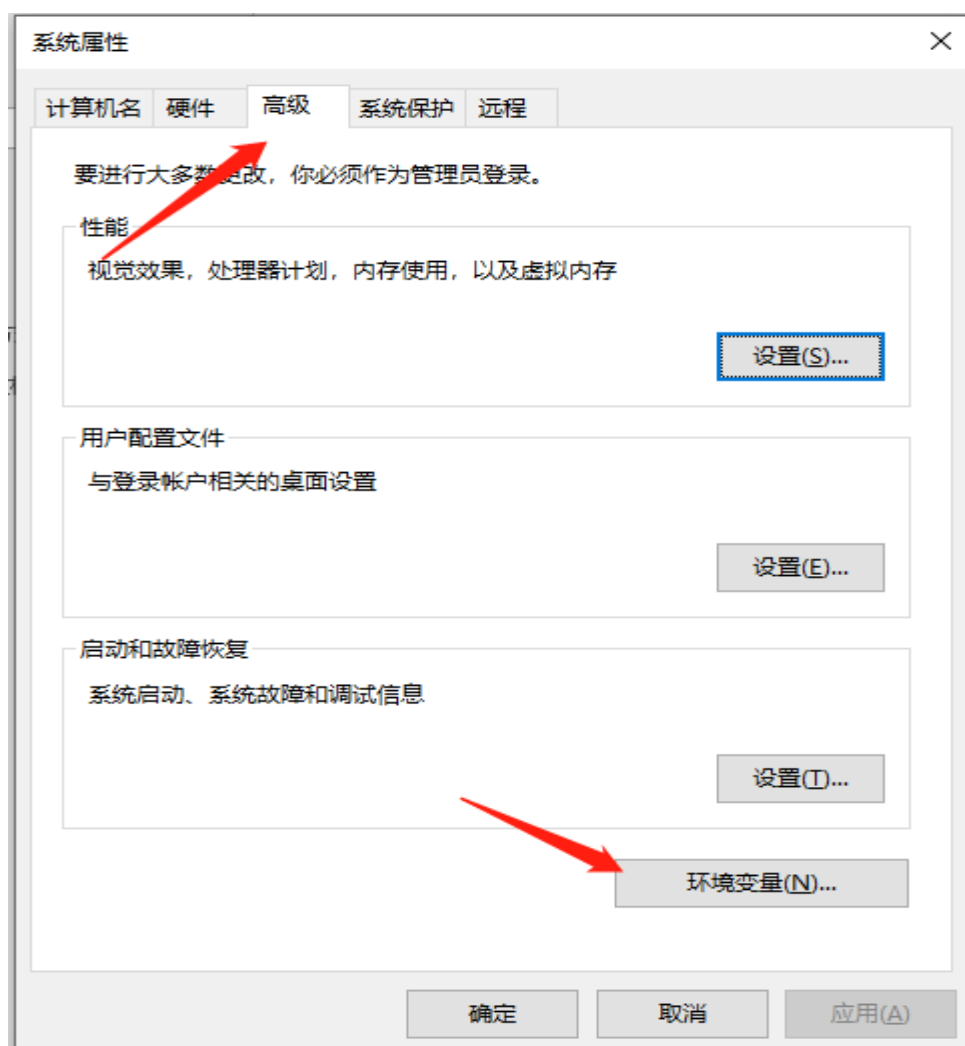 系统属性
计算机名 硬件 高级 系统保护 远程
要进行大多数更改，你必须作为管理员登录。
性能
视觉效果，处理器计划，内存使用，以及虚拟内存
设置(S)...
用户配置文件
与登录帐户相关的桌面设置
设置(E)...
启动和故障恢复
系统启动、系统故障和调试信息
设置(T)...
环境变量(N)...
确定 取消 应用(A)